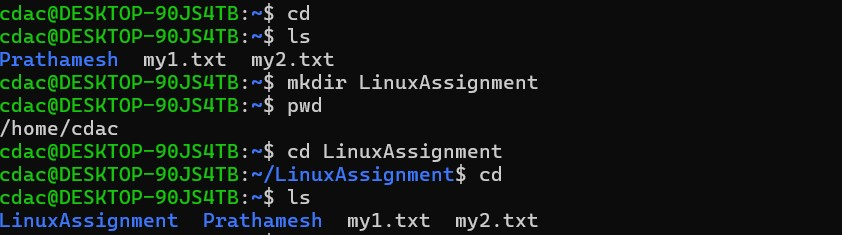 cdac@DESKTOP-90JS4TB:~$ cd
cdac@DESKTOP-90JS4TB:~$ ls
Prathamesh  my1.txt  my2.txt
cdac@DESKTOP-90JS4TB:~$ mkdir LinuxAssignment
cdac@DESKTOP-90JS4TB:~$ pwd
/home/cdac
cdac@DESKTOP-90JS4TB:~$ cd LinuxAssignment
cdac@DESKTOP-90JS4TB:~/LinuxAssignment$ cd
cdac@DESKTOP-90JS4TB:~$ ls
LinuxAssignment  Prathamesh  my1.txt  my2.txt